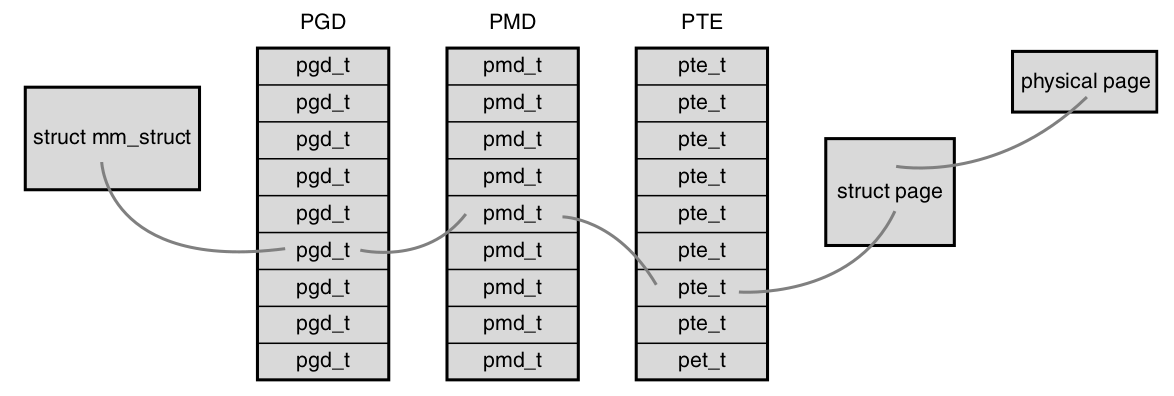 PGD
PMD
PTE
struct mm_struct
pgd_t
pgd_t
pgd_t
pgd_t
pgd_t
pgd_t
pgd_t
pgd_t
pgd_t
pmd_t
pmd_t
pmd_t
pmd_t
pmd_t
pmd_t
pmd_t
pmd_t
pmd_t
pte_t
pte_t
pte_t
pte_t
pte_t
pte_t
pte_t
pte_t
pet_t
struct page
physical page